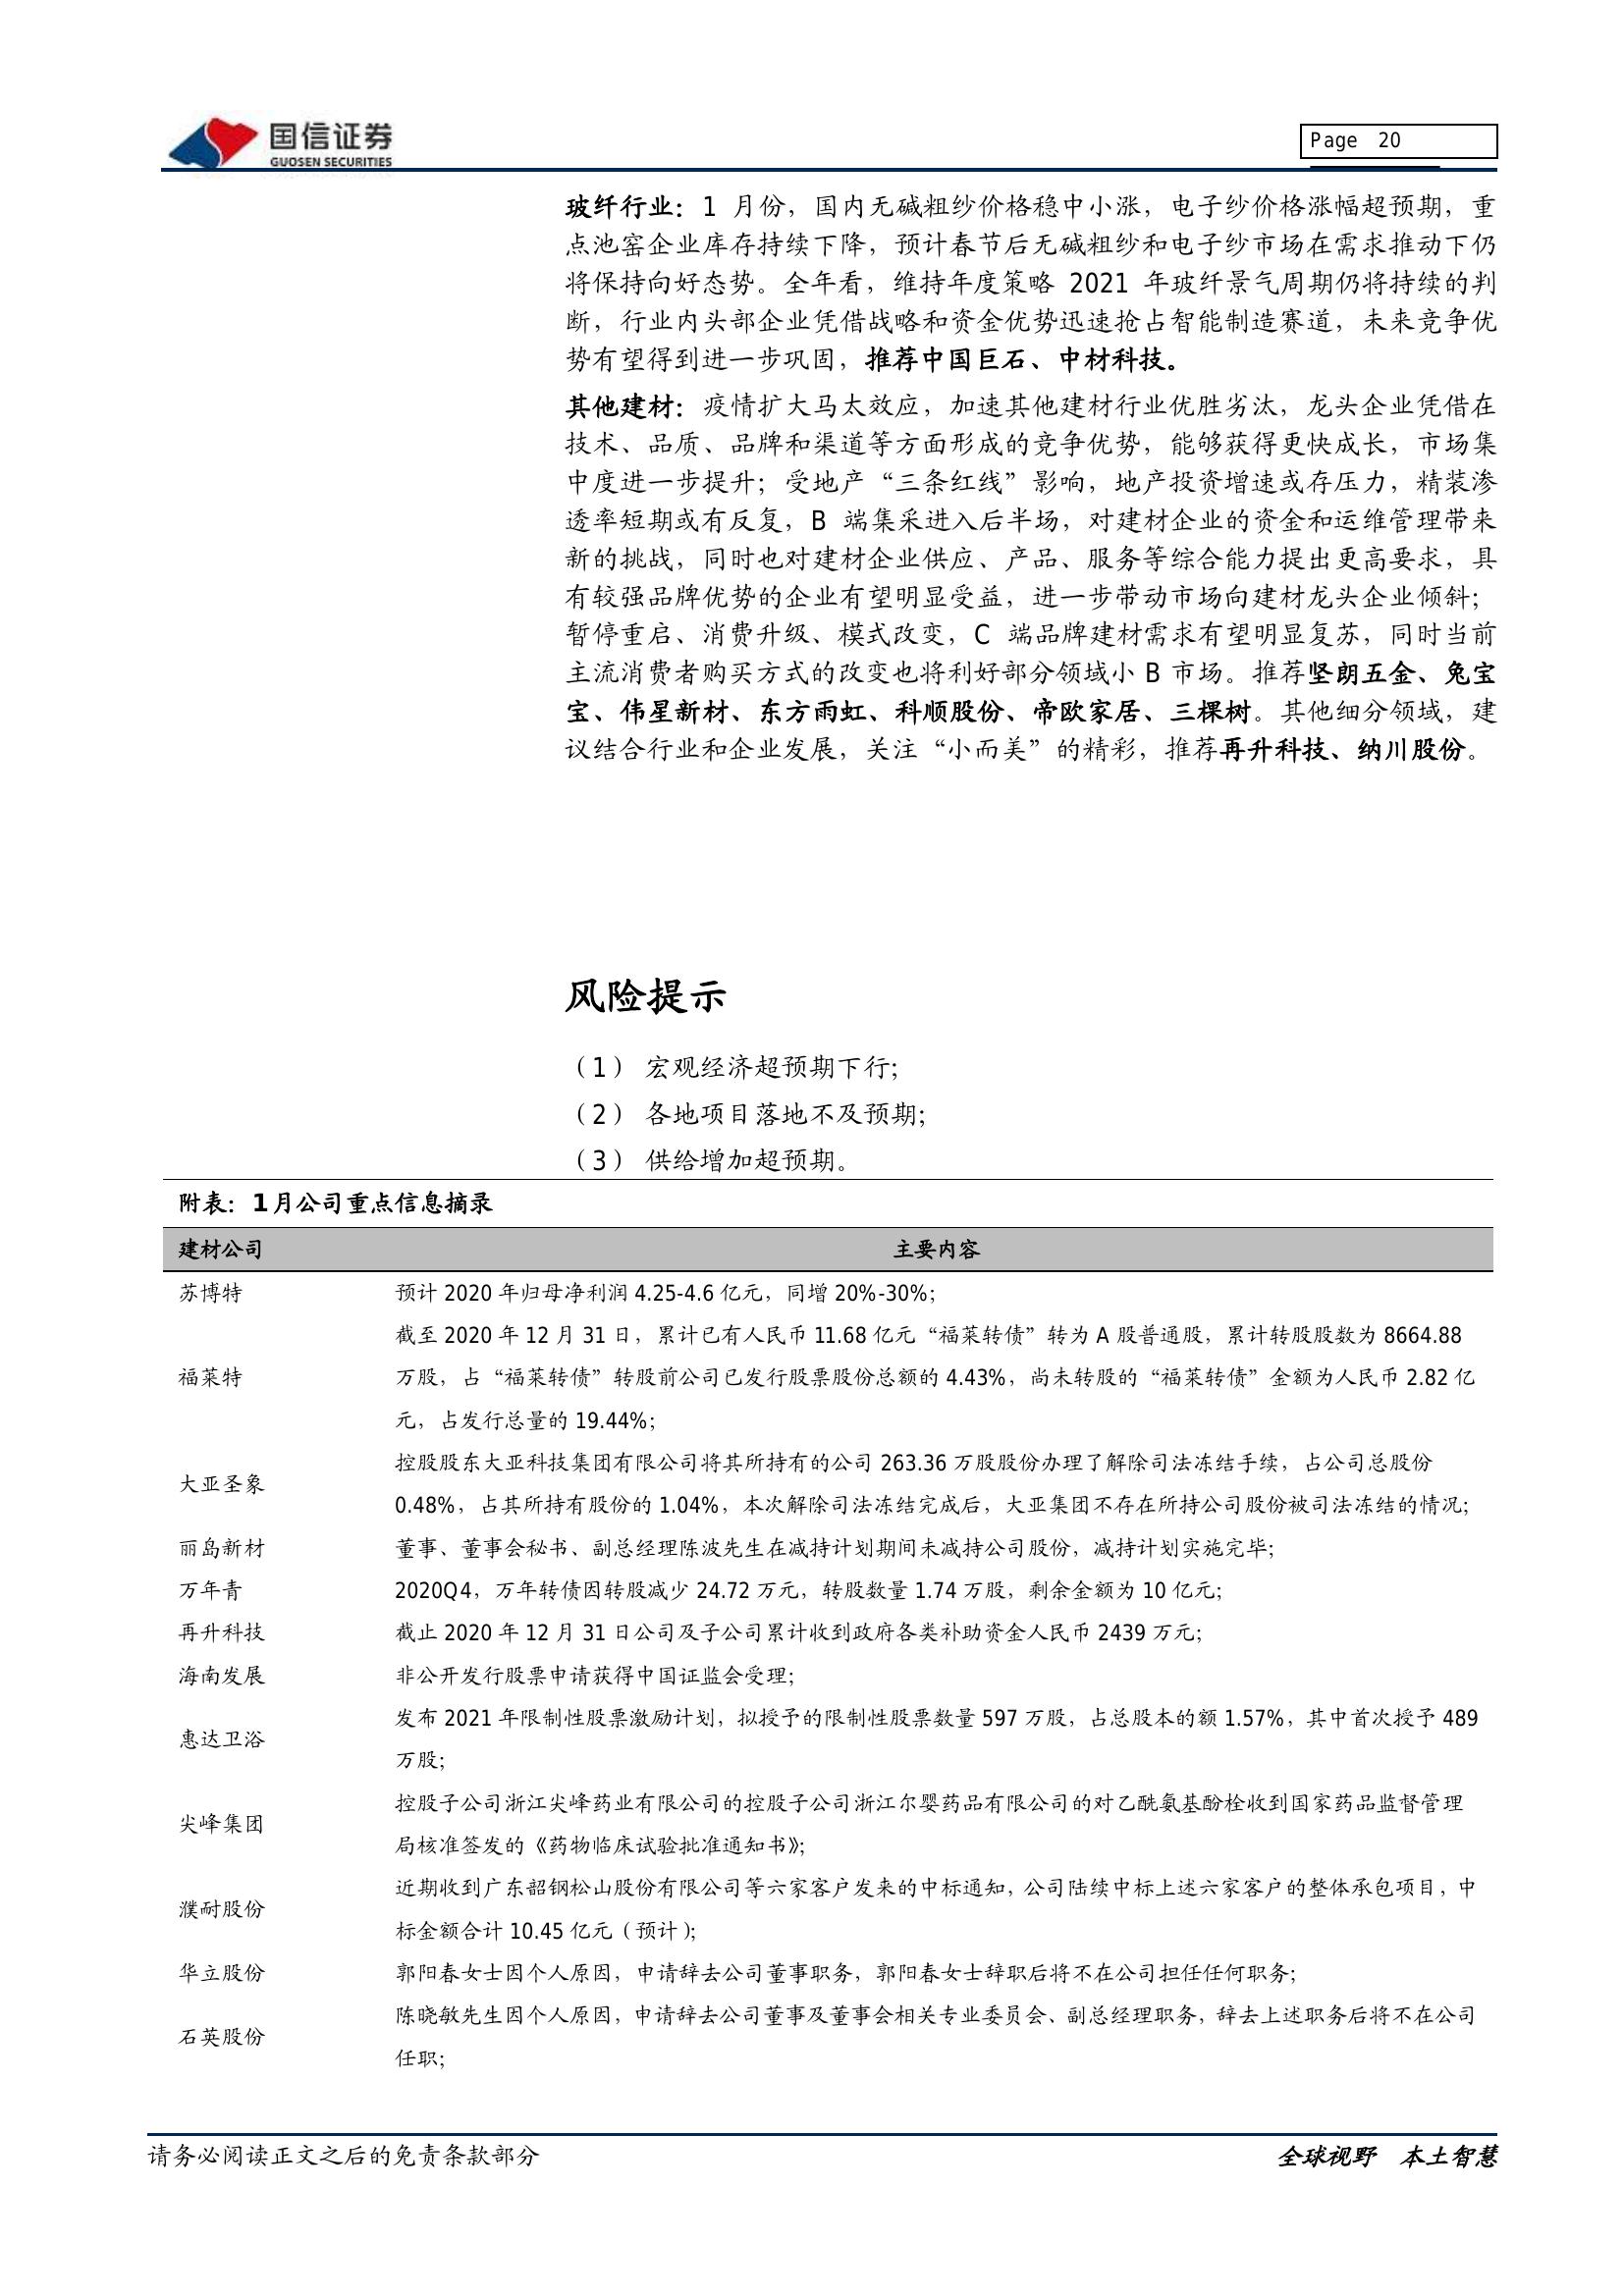 国信证券
GUOSEN SECURITIES
Page 20
玻纤行业：1 月份，国内无碱粗纱价格稳中小涨，电子纱价格涨幅超预期，重
点池窑企业库存持续下降，预计春节后无碱粗纱和电子纱市场在需求推动下仍
将保持向好态势。全年看，维持年度策略 2021 年玻纤景气周期仍将持续的判
断，行业内头部企业凭借战略和资金优势迅速抢占智能制造赛道，未来竞争优
势有望得到进一步巩固，推荐中国巨石、中材科技。
其他建材：疫情扩大马太效应，加速其他建材行业优胜劣汰，龙头企业凭借在
技术、品质、品牌和渠道等方面形成的竞争优势，能够获得更快成长，市场集
中度进一步提升；受地产“三条红线”影响，地产投资增速或存压力，精装渗
透率短期或有反复，B 端集采进入后半场，对建材企业的资金和运维管理带来
新的挑战，同时也对建材企业供应、产品、服务等综合能力提出更高要求，具
有较强品牌优势的企业有望明显受益，进一步带动市场向建材龙头企业倾斜；
暂停重启、消费升级、模式改变，C 端品牌建材需求有望明显复苏，同时当前
主流消费者购买方式的改变也将利好部分领域小 B 市场。推荐坚朗五金、兔宝
宝、伟星新材、东方雨虹、科顺股份、帝欧家居、三棵树。其他细分领域，建
议结合行业和企业发展，关注“小而美”的精彩，推荐再升科技、纳川股份。
风险提示
（1） 宏观经济超预期下行；
（2） 各地项目落地不及预期；
（3） 供给增加超预期。
附表：1月公司重点信息摘录
建材公司 主要内容
苏博特 预计 2020 年归母净利润 4.25-4.6 亿元，同增 20%-30%；
截至 2020 年 12 月 31 日，累计已有人民币 11.68 亿元“福莱转债”转为 A 股普通股，累计转股股数为 8664.88
福莱特 万股，占“福莱转债”转股前公司已发行股票股份总额的 4.43%，尚未转股的“福莱转债”金额为人民币 2.82 亿
元，占发行总量的 19.44%；
控股股东大亚科技集团有限公司将其所持有的公司 263.36 万股股份办理了解除司法冻结手续，占公司总股份
大亚圣象
0.48%，占其所持有股份的 1.04%，本次解除司法冻结完成后，大亚集团不存在所持公司股份被司法冻结的情况；
丽岛新材 董事、董事会秘书、副总经理陈波先生在减持计划期间未减持公司股份，减持计划实施完毕；
万年青 2020Q4，万年转债因转股减少 24.72 万元，转股数量 1.74 万股，剩余金额为 10 亿元；
再升科技 截止 2020 年 12 月 31 日公司及子公司累计收到政府各类补助资金人民币 2439 万元；
海南发展 非公开发行股票申请获得中国证监会受理；
发布 2021 年限制性股票激励计划，拟授予的限制性股票数量 597 万股，占总股本的额 1.57%，其中首次授予 489
惠达卫浴
万股；
控股子公司浙江尖峰药业有限公司的控股子公司浙江尔婴药品有限公司的对乙酰氨基酚栓收到国家药品监督管理
尖峰集团
局核准签发的《药物临床试验批准通知书》；
近期收到广东韶钢松山股份有限公司等六家客户发来的中标通知，公司陆续中标上述六家客户的整体承包项目，中
濮耐股份
标金额合计 10.45 亿元（预计）；
华立股份 郭阳春女士因个人原因，申请辞去公司董事职务，郭阳春女士辞职后将不在公司担任任何职务；
陈晓敏先生因个人原因，申请辞去公司董事及董事会相关专业委员会、副总经理职务，辞去上述职务后将不在公司
石英股份
任职；
请务必阅读正文之后的免责条款部分 全球视野 本土智慧